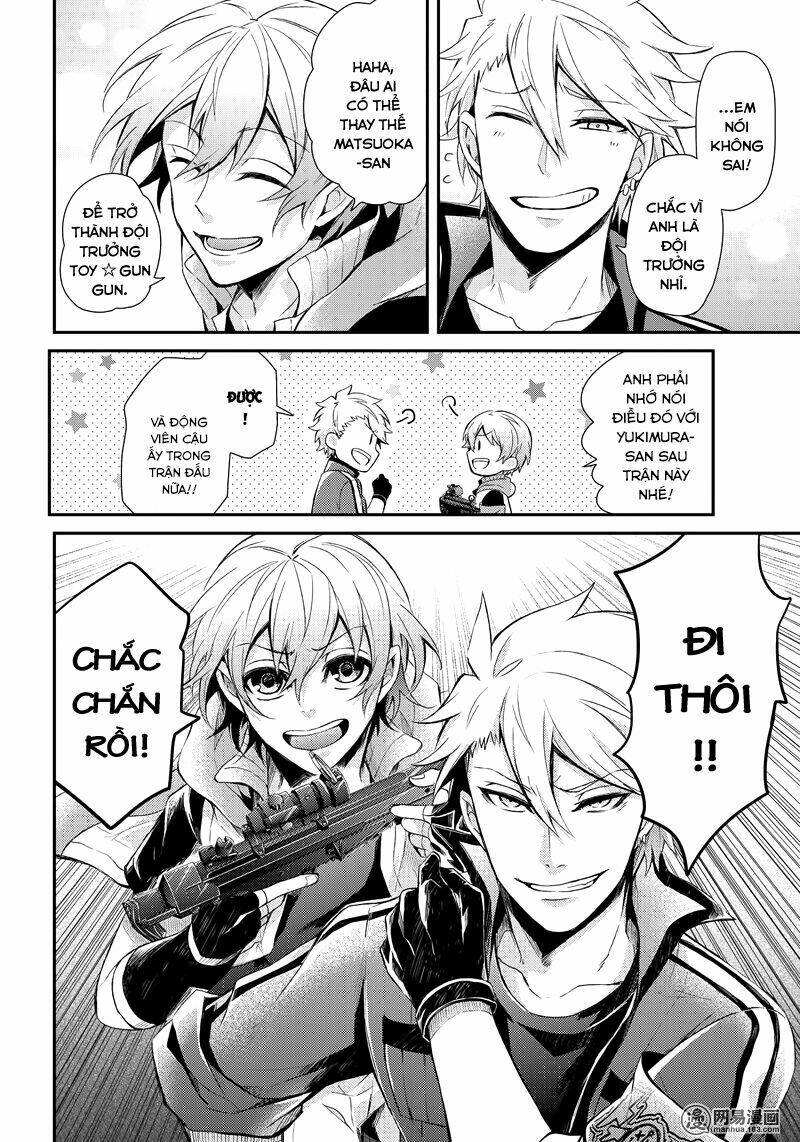 ...EM
NÓI
KHÔNG
SAI!
CHẮC VÌ
ANH LÀ
ĐỘI
TRƯỞNG
NHỈ.
HAHA,
ĐÂU AI
CÓ THỂ
THAY THẾ
MATSUOKA
-SAN
ĐỂ TRỞ
THÀNH ĐỘI
TRƯỞNG
TOY ☆ GUN
GUN.
ANH PHẢI
NHỚ NÓI
ĐIỀU ĐÓ VỚI
YUKIMURA-
SAN SAU
TRẬN NÀY
NHÉ!
ĐƯỢC
!
VÀ ĐỘNG
VIÊN CẬU
ẤY TRONG
TRẬN ĐẤU
NỮA!!
ĐI
THÔI
!!
CHẮC
CHẮN
RỒI!
网易漫画
manhua.163.com